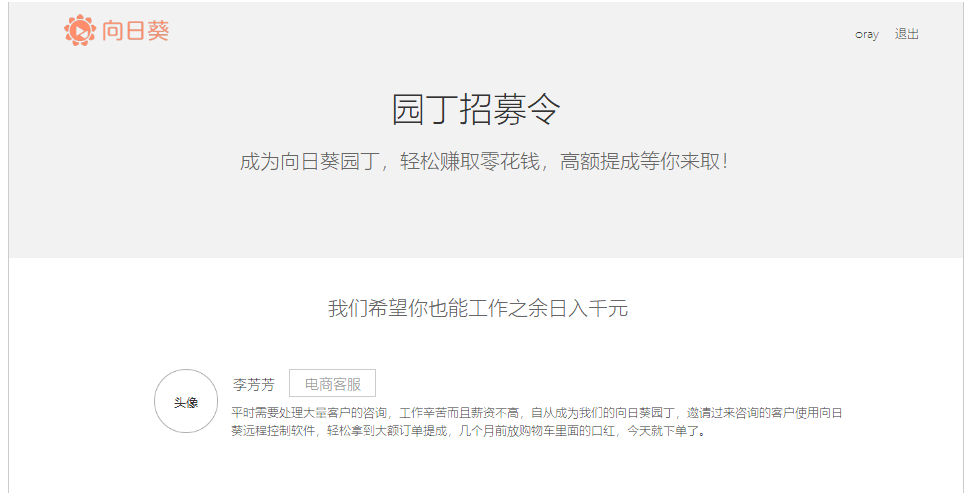 向日葵
oray 退出
园丁招募令
成为向日葵园丁，轻松赚取零花钱，高额提成等你来取！
我们希望你也能工作之余日入千元
头像
李芳芳 电商客服
平时需要处理大量客户的咨询，工作辛苦而且薪资不高，自从成为我们的向日葵园丁，邀请过来咨询的客户使用向日
葵远程控制软件，轻松拿到大额订单提成，几个月前放购物车里面的口红，今天就下单了。